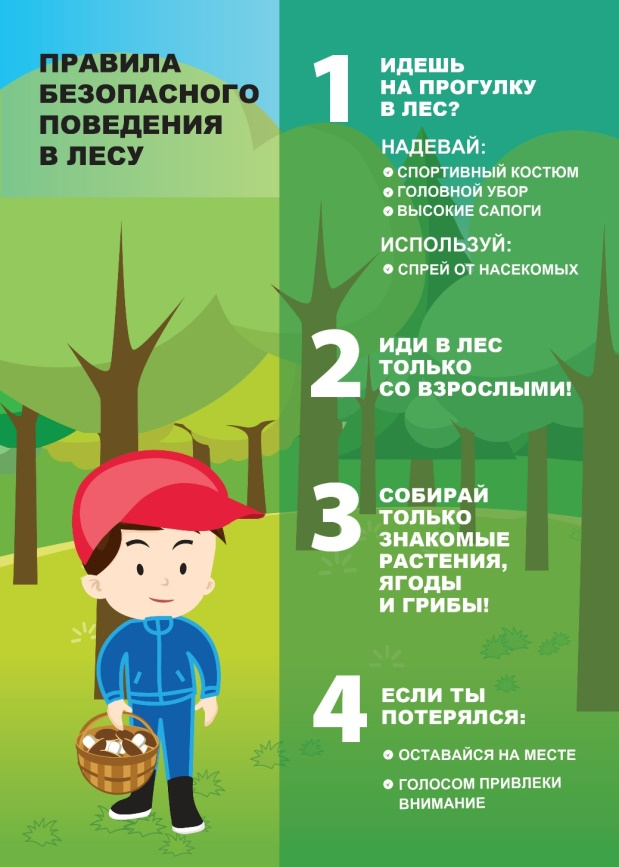 ПРАВИЛА
БЕЗОПАСНОГО
ПОВЕДЕНИЯ
В ЛЕСУ
1
ИДЕШЬ
НА ПРОГУЛКУ
В ЛЕС?
НАДЕВАЙ:
СПОРТИВНЫЙ КОСТЮМ
ГОЛОВНОЙ УБОР
ВЫСОКИЕ САПОГИ
ИСПОЛЬЗУЙ:
СПРЕЙ ОТ НАСЕКОМЫХ
2
ИДИ В ЛЕС
ТОЛЬКО
СО ВЗРОСЛЫМИ!
3
СОБИРАЙ
ТОЛЬКО
ЗНАКОМЫЕ
РАСТЕНИЯ,
ЯГОДЫ
И ГРИБЫ!
4
ЕСЛИ ТЫ
ПОТЕРЯЛСЯ:
ОСТАВАЙСЯ НА МЕСТЕ
ГОЛОСОМ ПРИВЛЕКИ
ВНИМАНИЕ